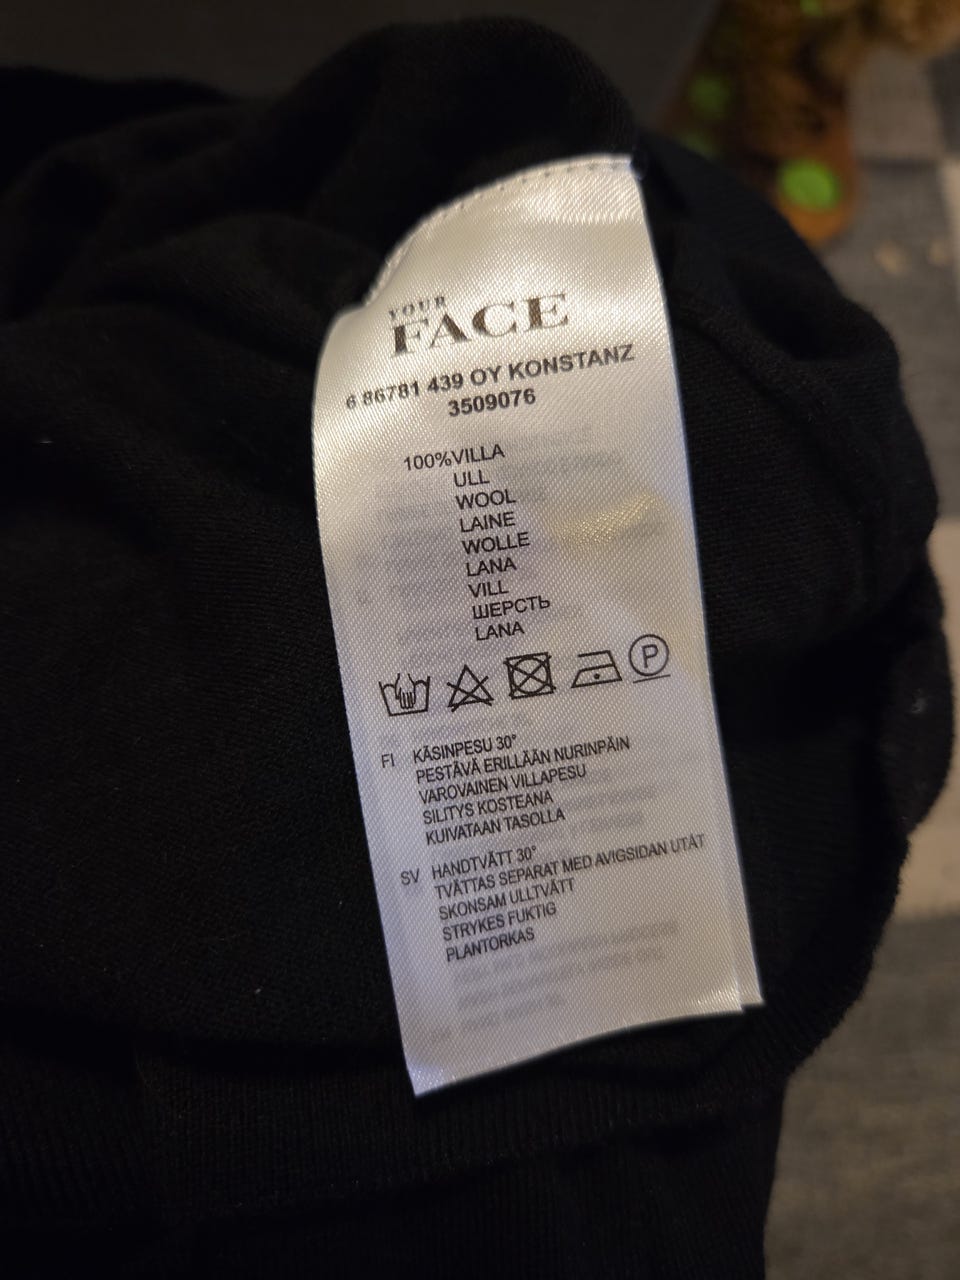 YOUR
FACE
6 86781 439 OY KONSTANZ
3509076
100%VILLA
ULL
WOOL
LAINE
WOLLE
LANA
VILL
ШЕРСТЬ
LANA
P
FI KÄSINPESU 30°
PESTÄVÄ ERILLÄÄN NURINPÄIN
VAROVAINEN VILLAPESU
SILITYS KOSTEANA
KUIVATAAN TASOLLA
SV HANDTVÄTT 30°
TVÄTTAS SEPARAT MED AVIGSIDAN UTÅT
SKONSAM ULLTVÄTT
STRYKES FUKTIG
PLANTORKAS